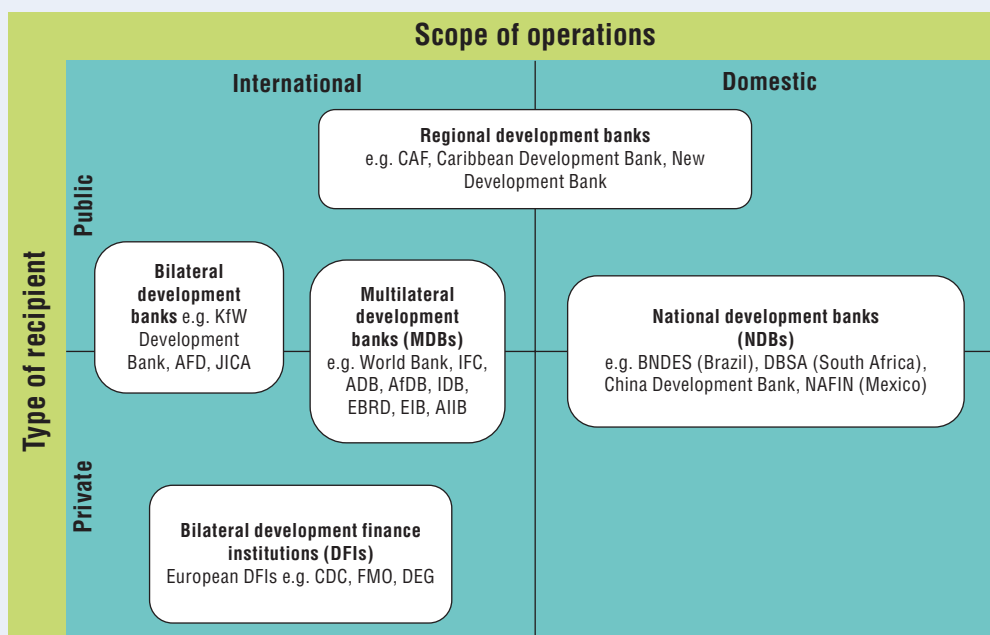 Scope of operations
International
Domestic
Type of recipient
Public
Private
Regional development banks
e.g. CAF, Caribbean Development Bank, New
Development Bank
Bilateral
development
banks e.g. KfW
Development
Bank, AFD, JICA
Multilateral
development
banks (MDBs)
e.g. World Bank, IFC,
ADB, AfDB, IDB,
EBRD, EIB, AIIB
National development banks
(NDBs)
e.g. BNDES (Brazil), DBSA (South Africa),
China Development Bank, NAFIN (Mexico)
Bilateral development finance
institutions (DFIs)
European DFIs e.g. CDC, FMO, DEG